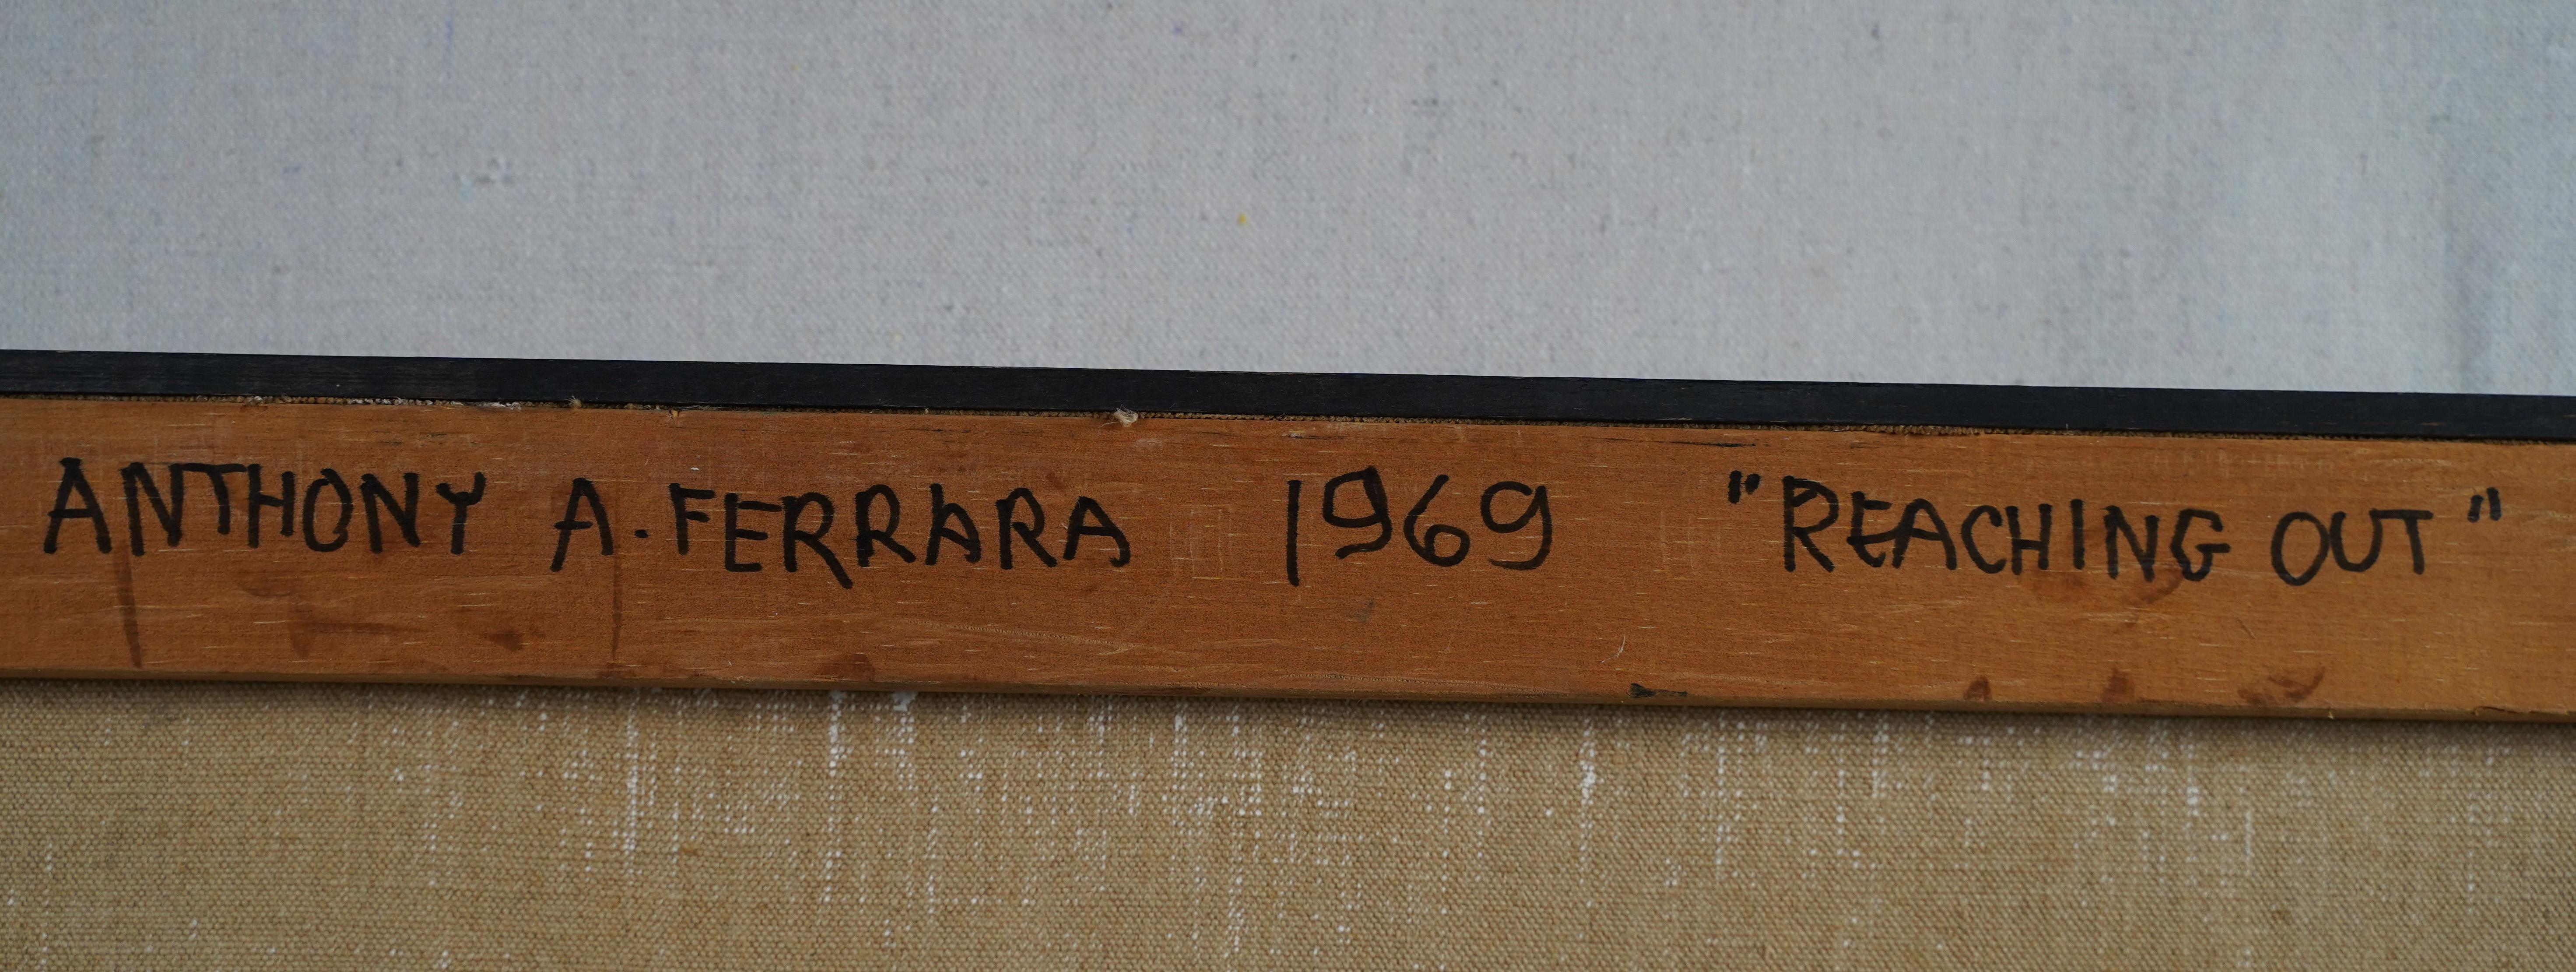 ANTHONY A. FERRARA 1969 "REACHING OUT"